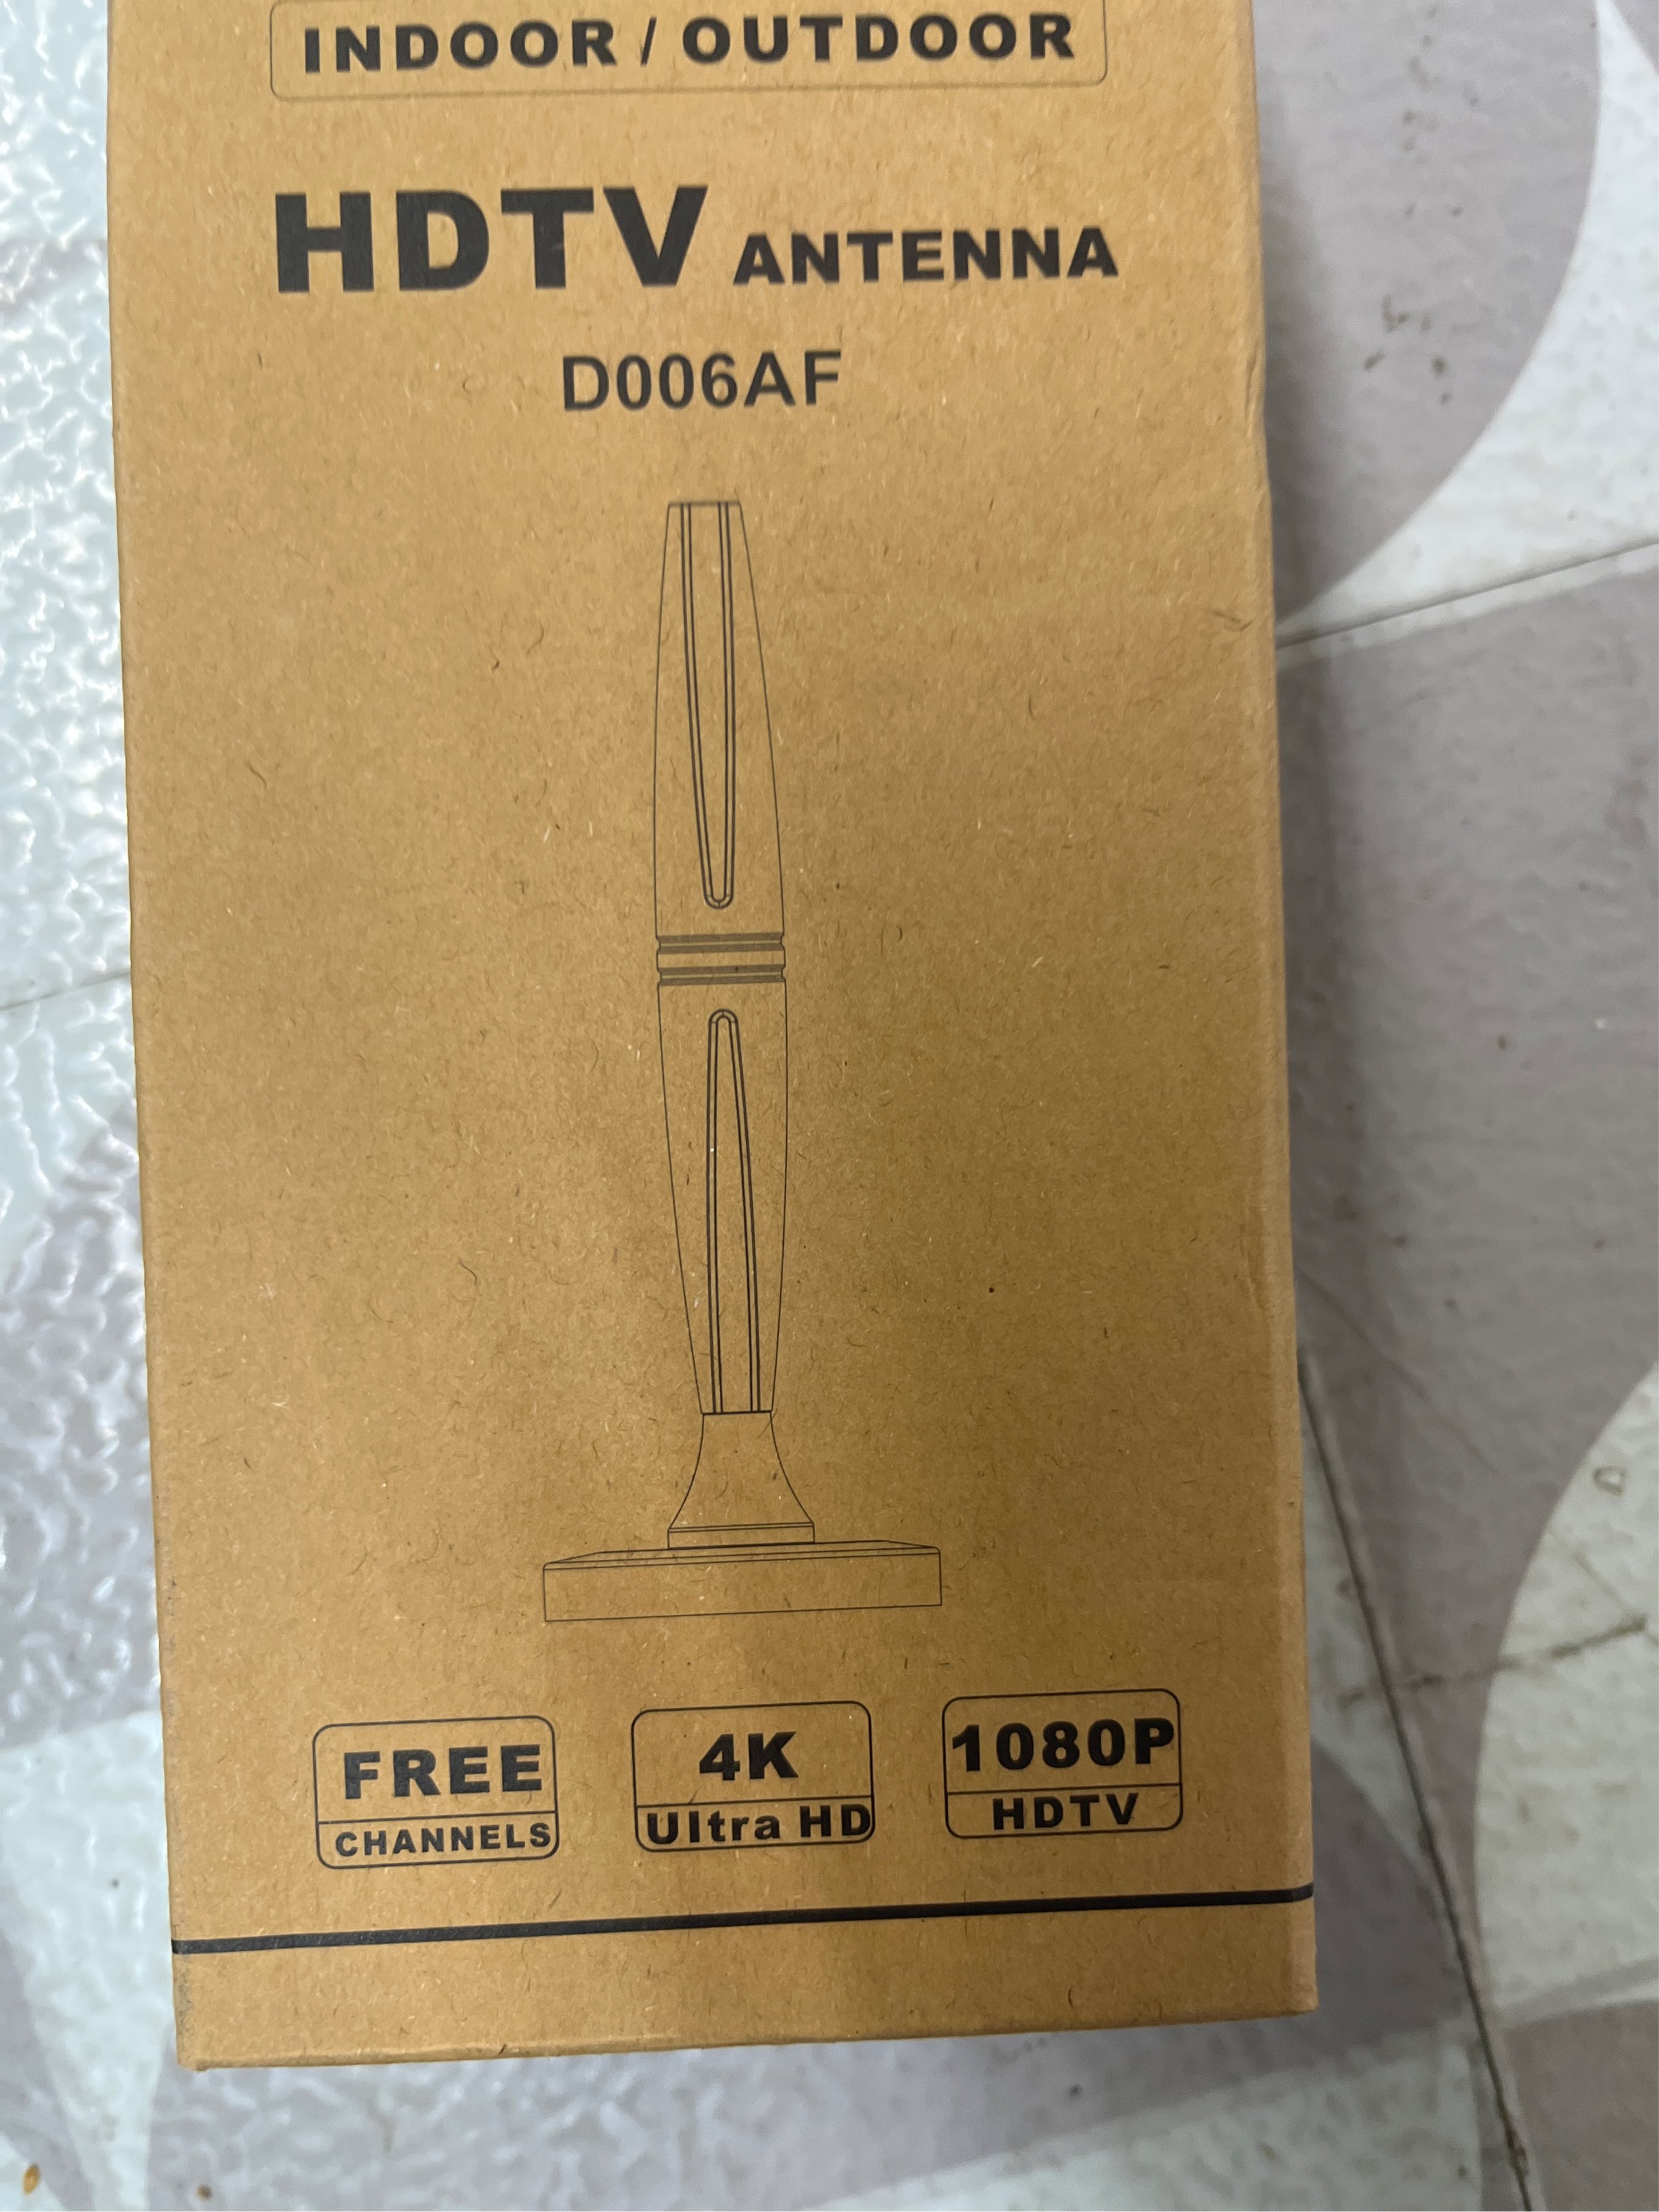 INDOOR / OUTDOOR
HDTV ANTENNA
D006AF
FREE
CHANNELS
4K
Ultra HD
1080P
HDTV